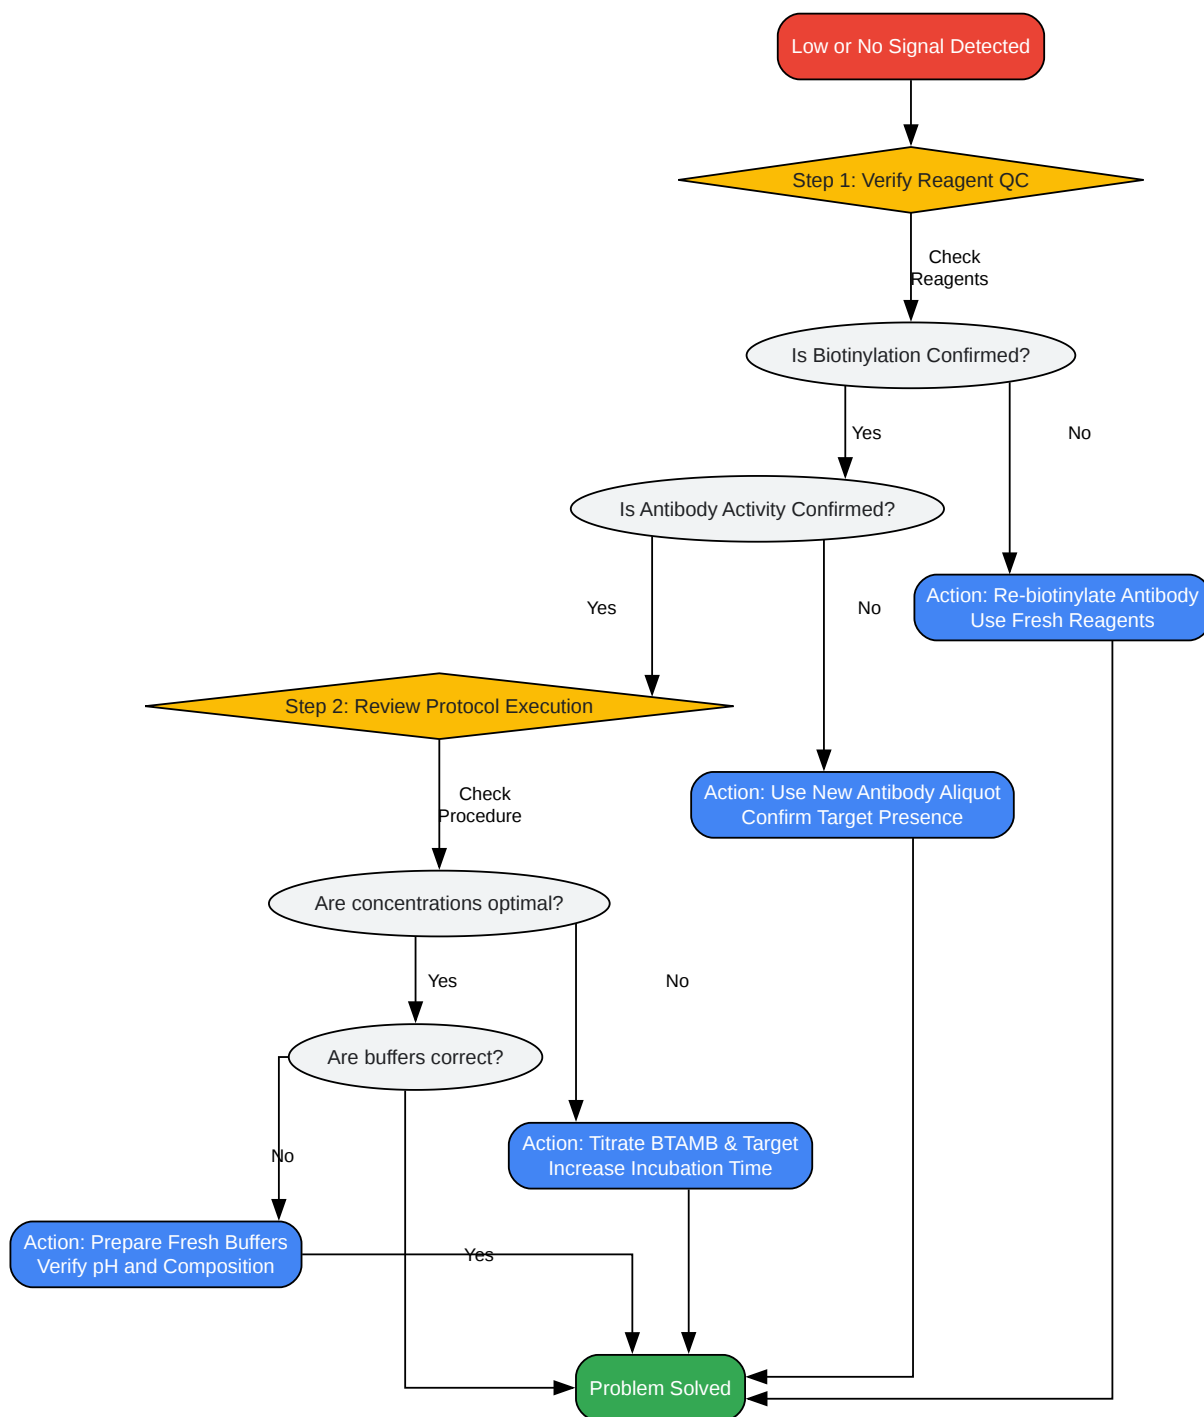 Low or No Signal Detected
Step 1: Verify Reagent QC
Check
Reagents
Is Biotinylation Confirmed?
Yes
No
Is Antibody Activity Confirmed?
Yes
No
Action: Re-biotinylate Antibody
Use Fresh Reagents
Step 2: Review Protocol Execution
Check
Procedure
Action: Use New Antibody Aliquot
Confirm Target Presence
Are concentrations optimal?
Yes
No
Are buffers correct?
No
Action: Titrate BTAMB & Target
Increase Incubation Time
Action: Prepare Fresh Buffers
Verify pH and Composition
Yes
Problem Solved